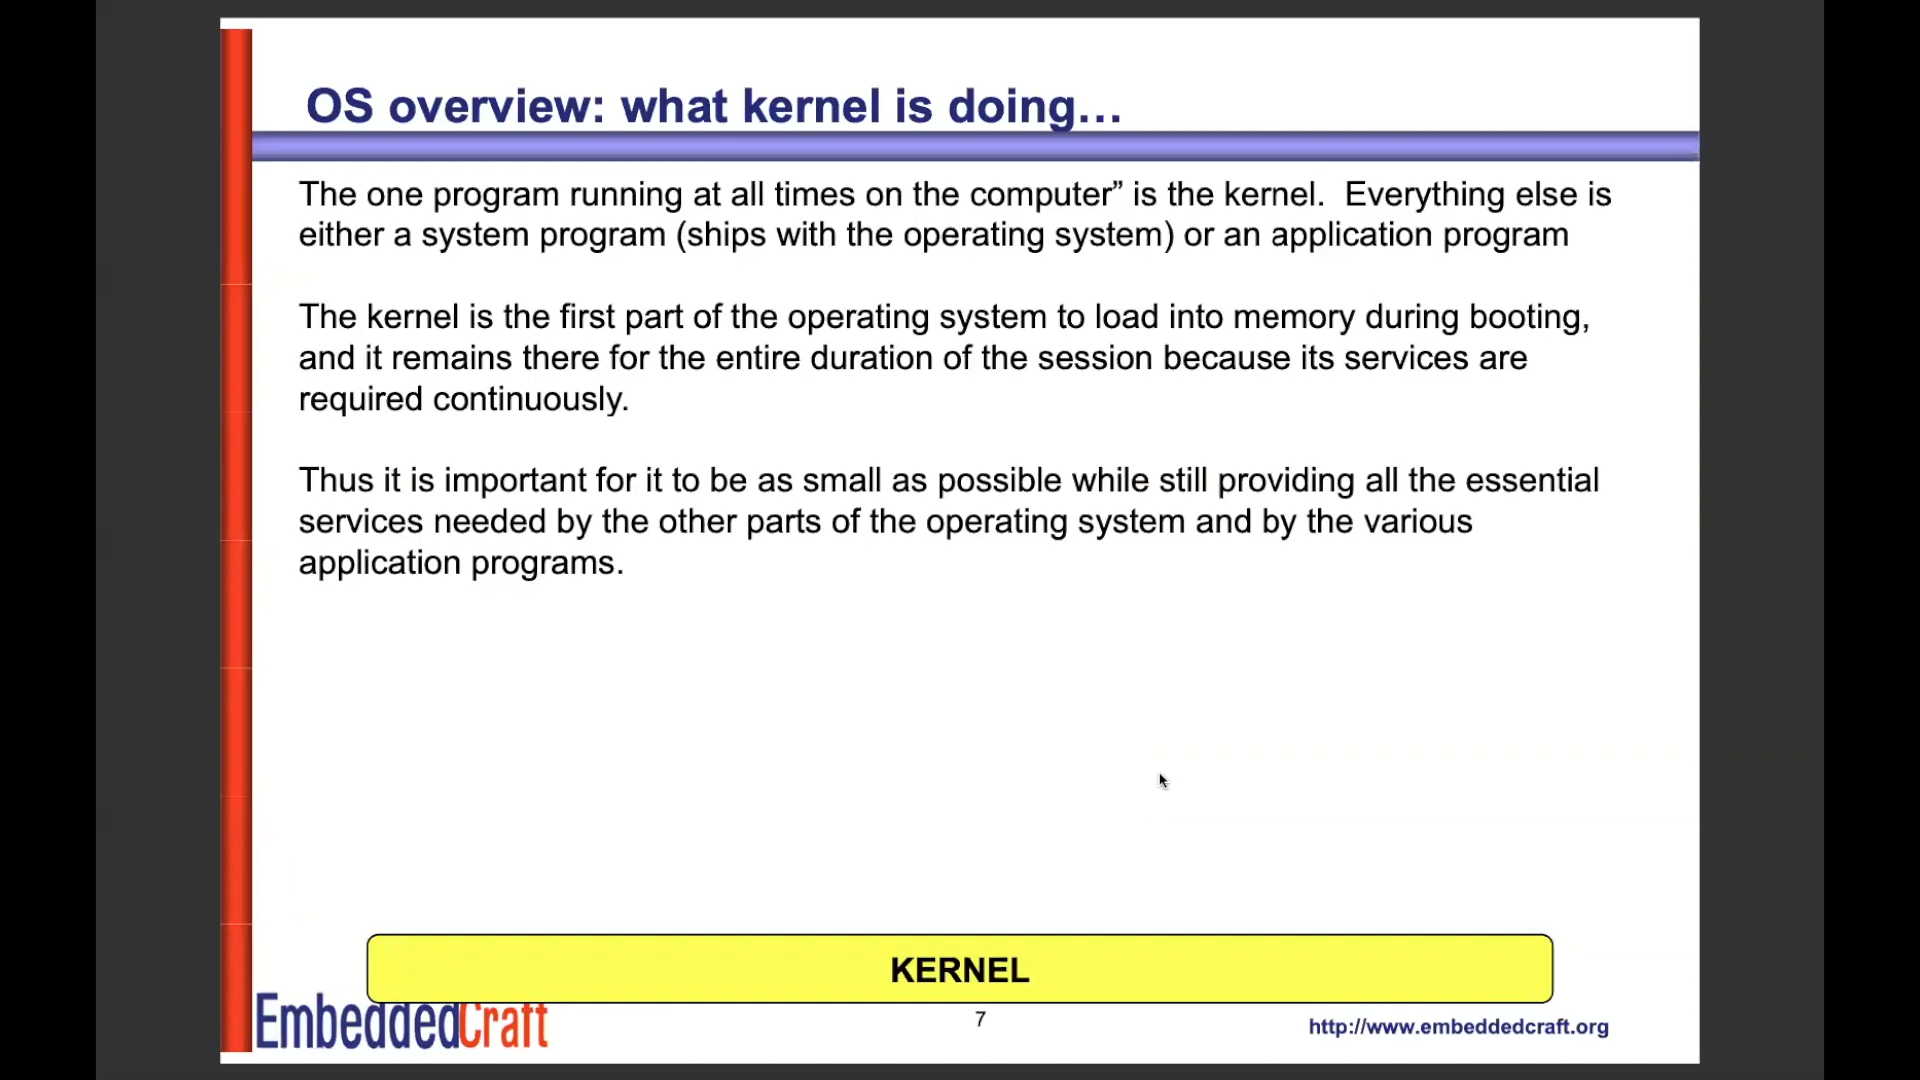 OS overview: what kernel is doing...
The one program running at all times on the computer” is the kernel.  Everything else is
either a system program (ships with the operating system) or an application program
The kernel is the first part of the operating system to load into memory during booting,
and it remains there for the entire duration of the session because its services are
required continuously.
Thus it is important for it to be as small as possible while still providing all the essential
services needed by the other parts of the operating system and by the various
application programs.
KERNEL
EmbeddedCraft
7
http://www.embeddedcraft.org